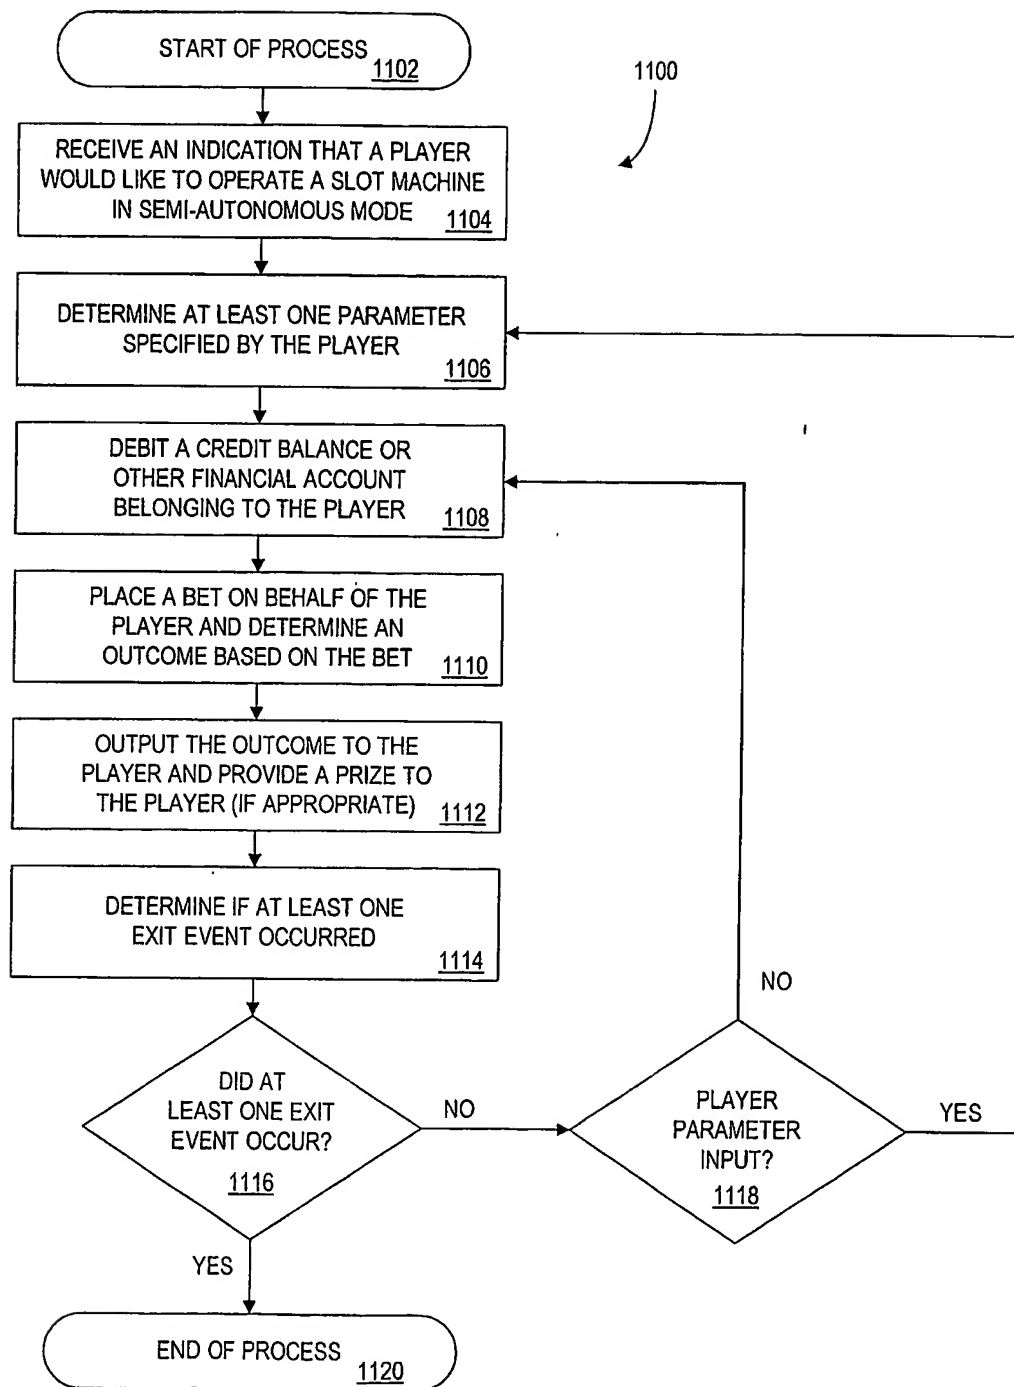 START OF PROCESS
1102
1100
RECEIVE AN INDICATION THAT A PLAYER
WOULD LIKE TO OPERATE A SLOT MACHINE
IN SEMI-AUTONOMOUS MODE
1104
DETERMINE AT LEAST ONE PARAMETER
SPECIFIED BY THE PLAYER
1106
DEBIT A CREDIT BALANCE OR
OTHER FINANCIAL ACCOUNT
BELONGING TO THE PLAYER
1108
PLACE A BET ON BEHALF OF THE
PLAYER AND DETERMINE AN
OUTCOME BASED ON THE BET
1110
OUTPUT THE OUTCOME TO THE
PLAYER AND PROVIDE A PRIZE TO
THE PLAYER (IF APPROPRIATE)
1112
DETERMINE IF AT LEAST ONE
EXIT EVENT OCCURRED
1114
DID AT
LEAST ONE EXIT
EVENT OCCUR?
1116
NO
PLAYER
PARAMETER
INPUT?
1118
NO
YES
YES
END OF PROCESS
1120